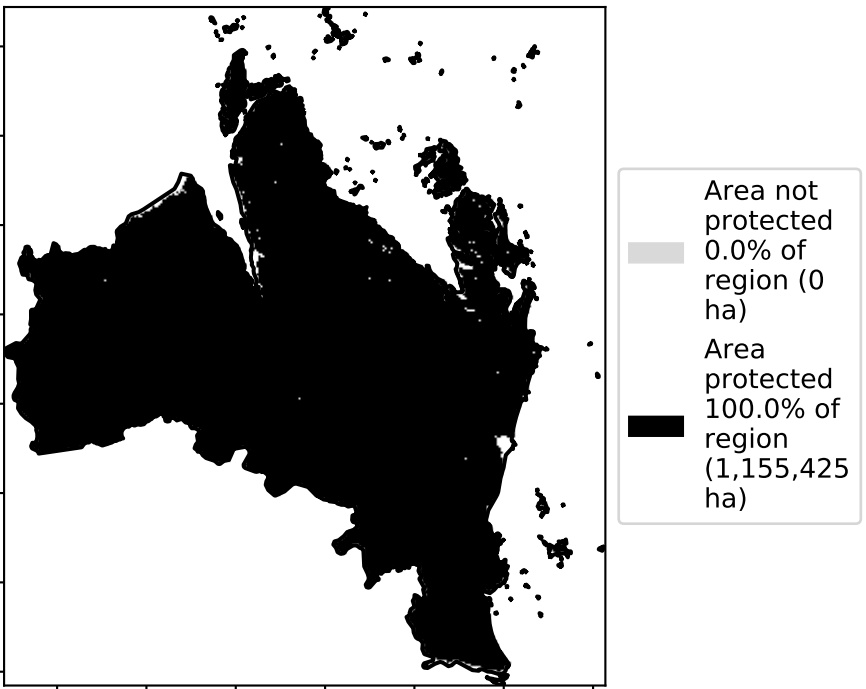 Area not
protected
0.0% of
region (0
ha)
Area
protected
100.0% of
region
(1,155,425
ha)